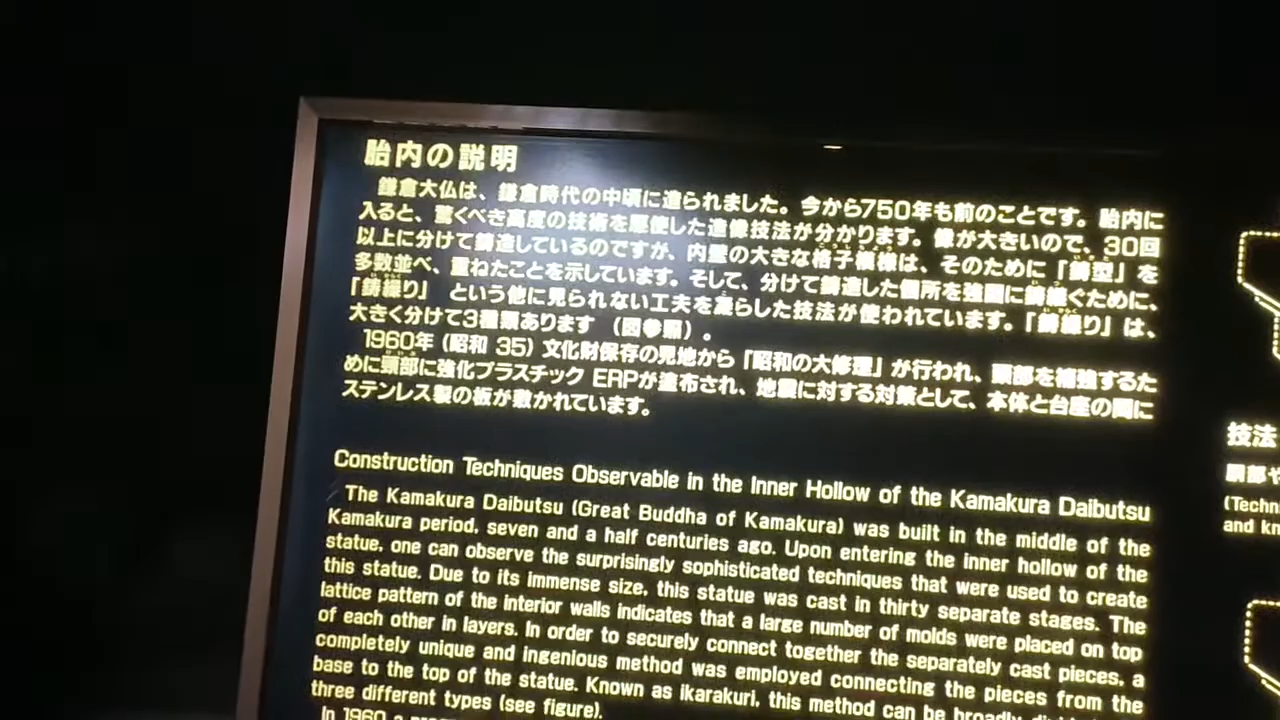 胎内の説明
鎌倉大仏は、鎌倉時代の中頃に造られました。今から750年も前のことです。胎内に
入ると、驚くべき高度の技術を駆使した造像技法が分かります。像が大きいので、30回
以上に分けて鋳造しているのですが、内壁の大きな格子模様は、そのために「鋳型」を
多数並べ、重ねたことを示しています。そして、分けて鋳造した個所を強固に鋳繰ぐために、
「鋳繰り」 という他に見られない工夫を凝らした技法が使われています。「鋳繰り」は、
大きく分けて3種類あります (図参照) 。
1960年 (昭和 35) 文化財保存の見地から「昭和の大修理」が行われ、頸部を補強するた
めに頸部に強化プラスチック ERPが塗布され、地震に対する対策として、本体と台座の間に
ステンレス製の板が敷かれています。
Construction Techniques Observable in the Inner Hollow of the Kamakura Daibutsu
The Kamakura Daibutsu (Great Buddha of Kamakura) was built in the middle of the
Kamakura period, seven and a half centuries ago. Upon entering the inner hollow of the
statue, one can observe the surprisingly sophisticated techniques that were used to create
this statue. Due to its immense size, this statue was cast in thirty separate stages. The
lattice pattern of the interior walls indicates that a large number of molds were placed on top
of each other in layers. In order to securely connect together the separately cast pieces, a
completely unique and ingenious method was employed connecting the pieces from the
base to the top of the statue. Known as ikarakuri, this method can be broadly
three different types (see figure).
In 1960 a
技法
胴部や
(Techn
and kn